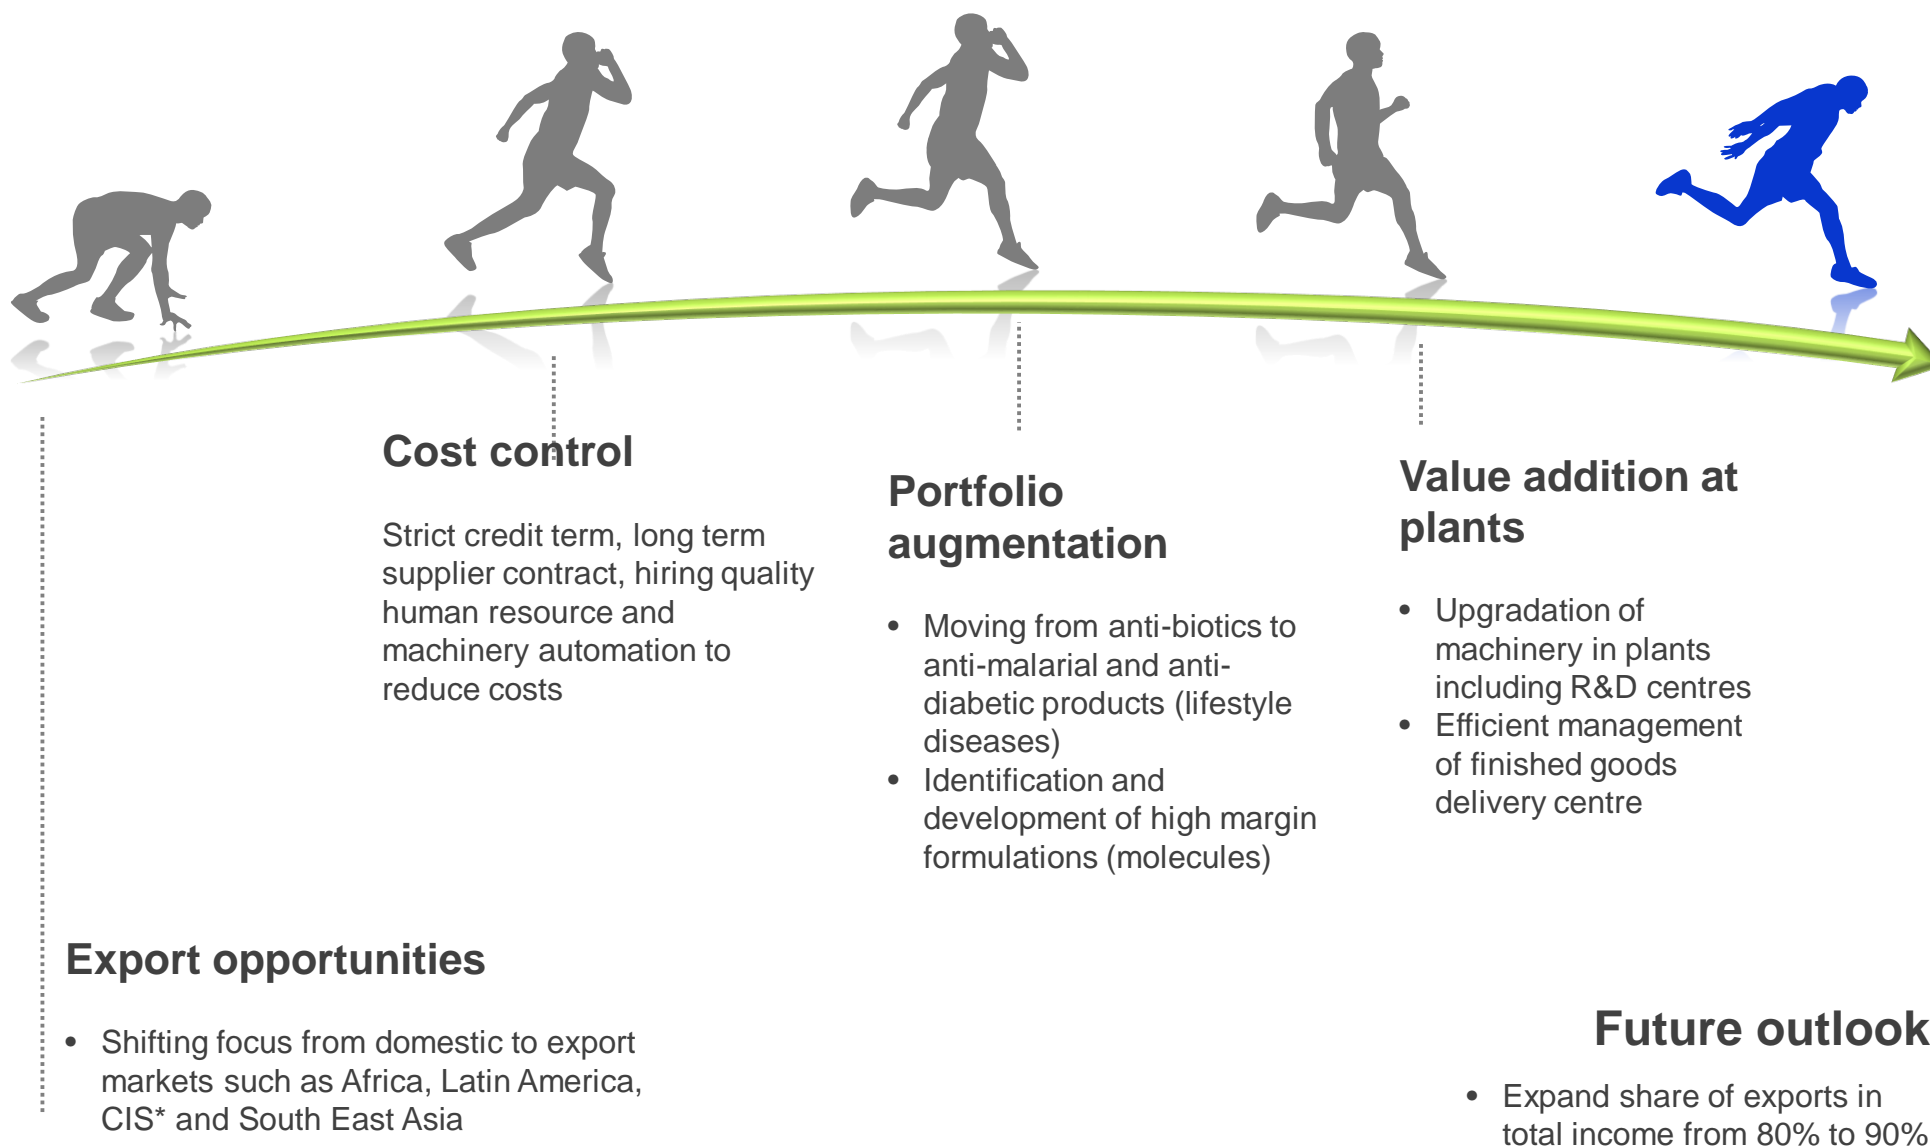 Cost control
Strict credit term, long term
supplier contract, hiring quality
human resource and
machinery automation to
reduce costs
Portfolio
augmentation
• Moving from anti-biotics to
anti-malarial and anti-
diabetic products (lifestyle
diseases)
• Identification and
development of high margin
formulations (molecules)
Value addition at
plants
• Upgradation of
machinery in plants
including R&D centres
• Efficient management
of finished goods
delivery centre
Export opportunities
• Shifting focus from domestic to export
markets such as Africa, Latin America,
CIS* and South East Asia
Future outlook
• Expand share of exports in
total income from 80% to 90%